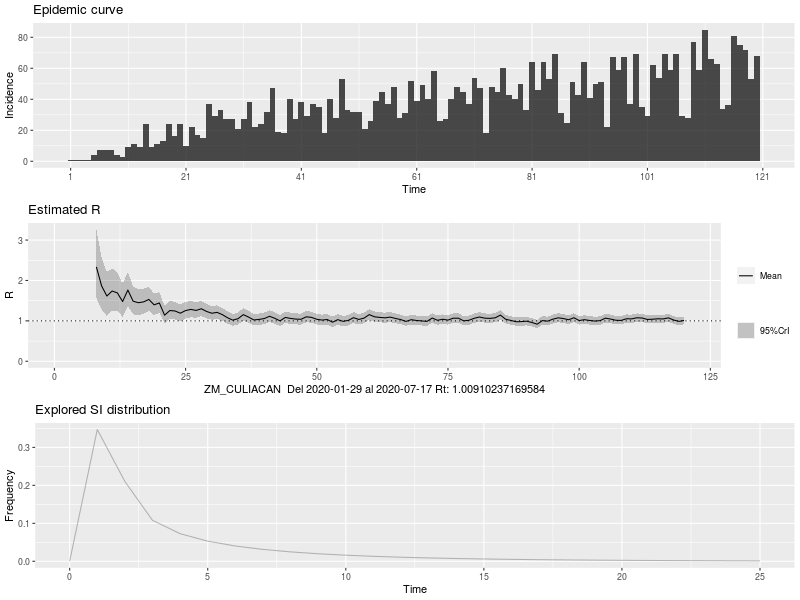 Epidemic curve
80
60
40
20
0
Incidence
1 21 41 61 81 101 121
Time
Estimated R
3
2
1
0
R
Mean
95%CrI
0 25 50 75 100 125
ZM_CULIACAN Del 2020-01-29 al 2020-07-17 Rt: 1.00910237169584
Explored SI distribution
0.3
0.2
0.1
0.0
Frequency
0 5 10 15 20 25
Time